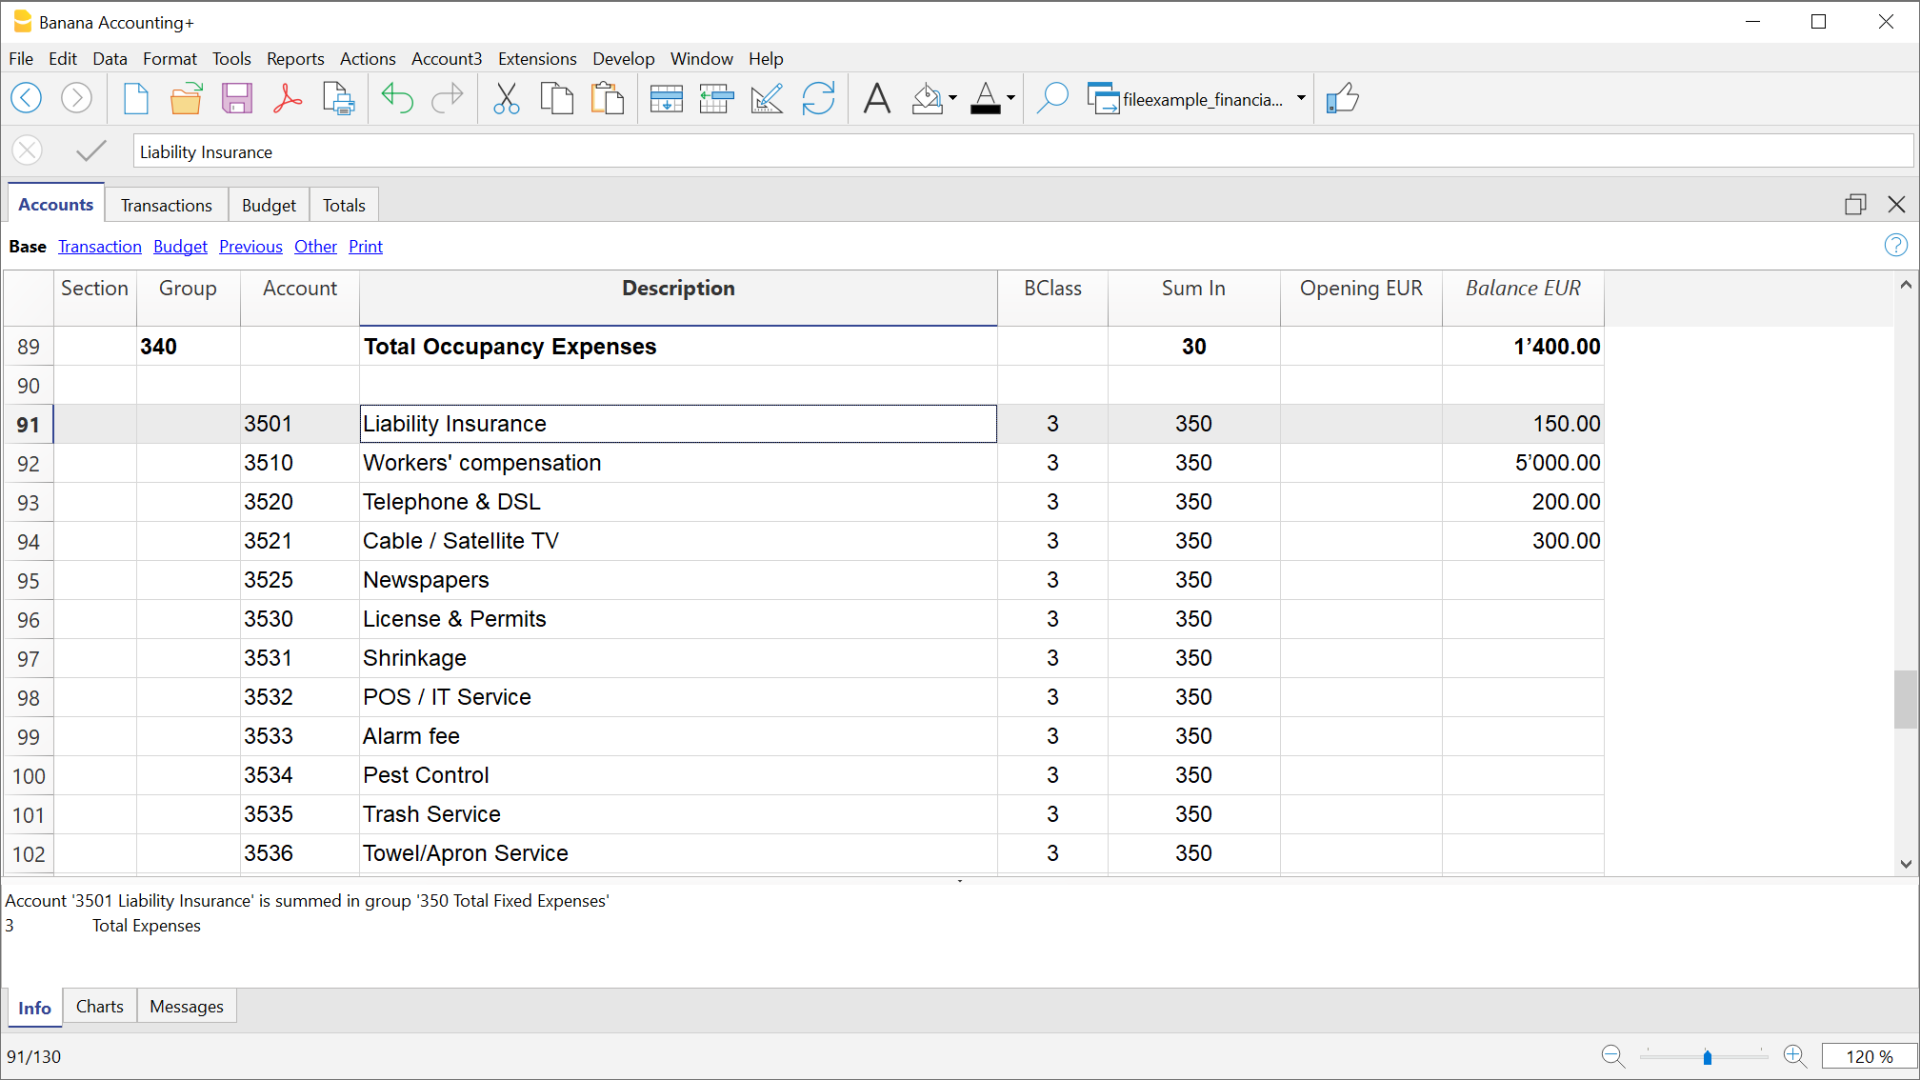 Banana Accounting+
File Edit Data Format Tools Reports Actions Account3 Extensions Develop Window Help
fileexample_financia...
Liability Insurance
Accounts Transactions Budget Totals
Base Transaction Budget Previous Other Print
Section Group Account Description BClass Sum In Opening EUR Balance EUR
89 340 Total Occupancy Expenses 30 1’400.00
90
91 3501 Liability Insurance 3 350 150.00
92 3510 Workers' compensation 3 350 5’000.00
93 3520 Telephone & DSL 3 350 200.00
94 3521 Cable / Satellite TV 3 350 300.00
95 3525 Newspapers 3 350
96 3530 License & Permits 3 350
97 3531 Shrinkage 3 350
98 3532 POS / IT Service 3 350
99 3533 Alarm fee 3 350
100 3534 Pest Control 3 350
101 3535 Trash Service 3 350
102 3536 Towel/Apron Service 3 350
Account '3501 Liability Insurance' is summed in group '350 Total Fixed Expenses'
3 Total Expenses
Info Charts Messages
91/130
120 %